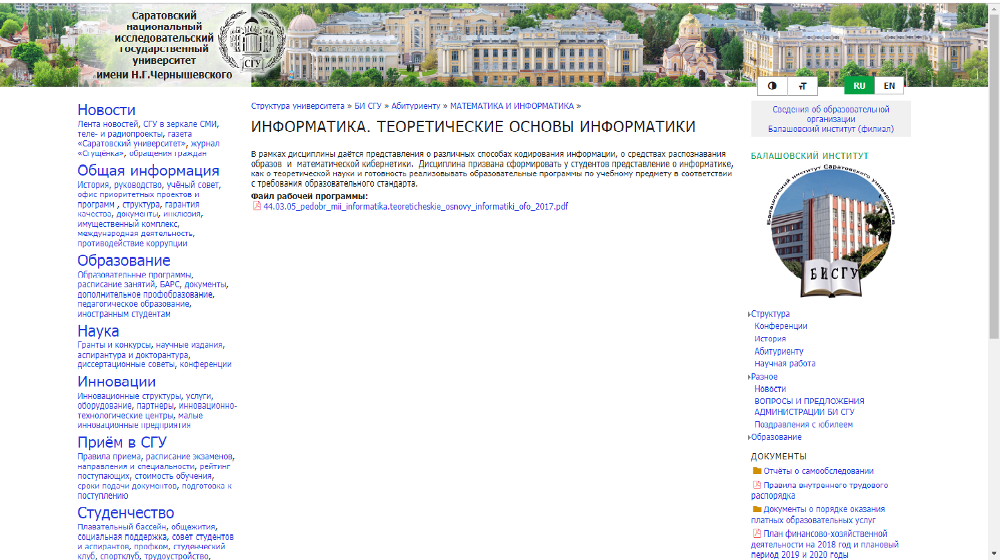 Саратовский
национальный
исследовательский
государственный
университет
имени Н.Г.Чернышевского
СГУ
RU
EN
Новости
Лента новостей, СГУ в зеркале СМИ,
теле- и радиопроекты, газета
«Саратовский университет», журнал
«Сгущёнка», обращения граждан
Общая информация
История, руководство, учёный совет,
офис приоритетных проектов и
программ , структура, гарантия
качества, документы, инклюзия,
имущественный комплекс,
международная деятельность,
противодействие коррупции
Образование
Образовательные программы,
расписание занятий, БАРС, документы,
дополнительное профобразование,
педагогическое образование,
иностранным студентам
Наука
Гранты и конкурсы, научные издания,
аспирантура и докторантура,
диссертационные советы, конференции
Инновации
Инновационные структуры, услуги,
оборудование, партнеры, инновационно-
технологические центры, малые
инновационные предприятия
Приём в СГУ
Правила приема, расписание экзаменов,
направления и специальности, рейтинг
поступающих, стоимость обучения,
сроки подачи документов, подготовка к
поступлению
Студенчество
Плавательный бассейн, общежития,
социальная поддержка, совет студентов
и аспирантов, профком, студенческий
клуб, спортклуб, трудоустройство,
Структура университета » БИ СГУ » Абитуриенту » МАТЕМАТИКА И ИНФОРМАТИКА »
ИНФОРМАТИКА. ТЕОРЕТИЧЕСКИЕ ОСНОВЫ ИНФОРМАТИКИ
В рамках дисциплины даётся представления о различных способах кодирования информации, о средствах распознавания
образов и математической кибернетики. Дисциплина призвана сформировать у студентов представление о информатике,
как о теоретической науки и готовность реализовывать образовательные программы по учебному предмету в соответствии
с требования образовательного стандарта.
Файл рабочей программы:
44.03.05_pedobr_mii_informatika.teoreticheskie_osnovy_informatiki_ofo_2017.pdf
Сведения об образовательной
организации
Балашовский институт (филиал)
БАЛАШОВСКИЙ ИНСТИТУТ
Балашовский институт Саратовского университета
БИСГУ
Структура
Конференции
История
Абитуриенту
Научная работа
Разное
Новости
ВОПРОСЫ И ПРЕДЛОЖЕНИЯ
АДМИНИСТРАЦИИ БИ СГУ
Поздравления с юбилеем
Образование
ДОКУМЕНТЫ
Отчёты о самообследовании
Правила внутреннего трудового
распорядка
Документы о порядке оказания
платных образовательных услуг
План финансово-хозяйственной
деятельности на 2018 год и плановый
период 2019 и 2020 годы